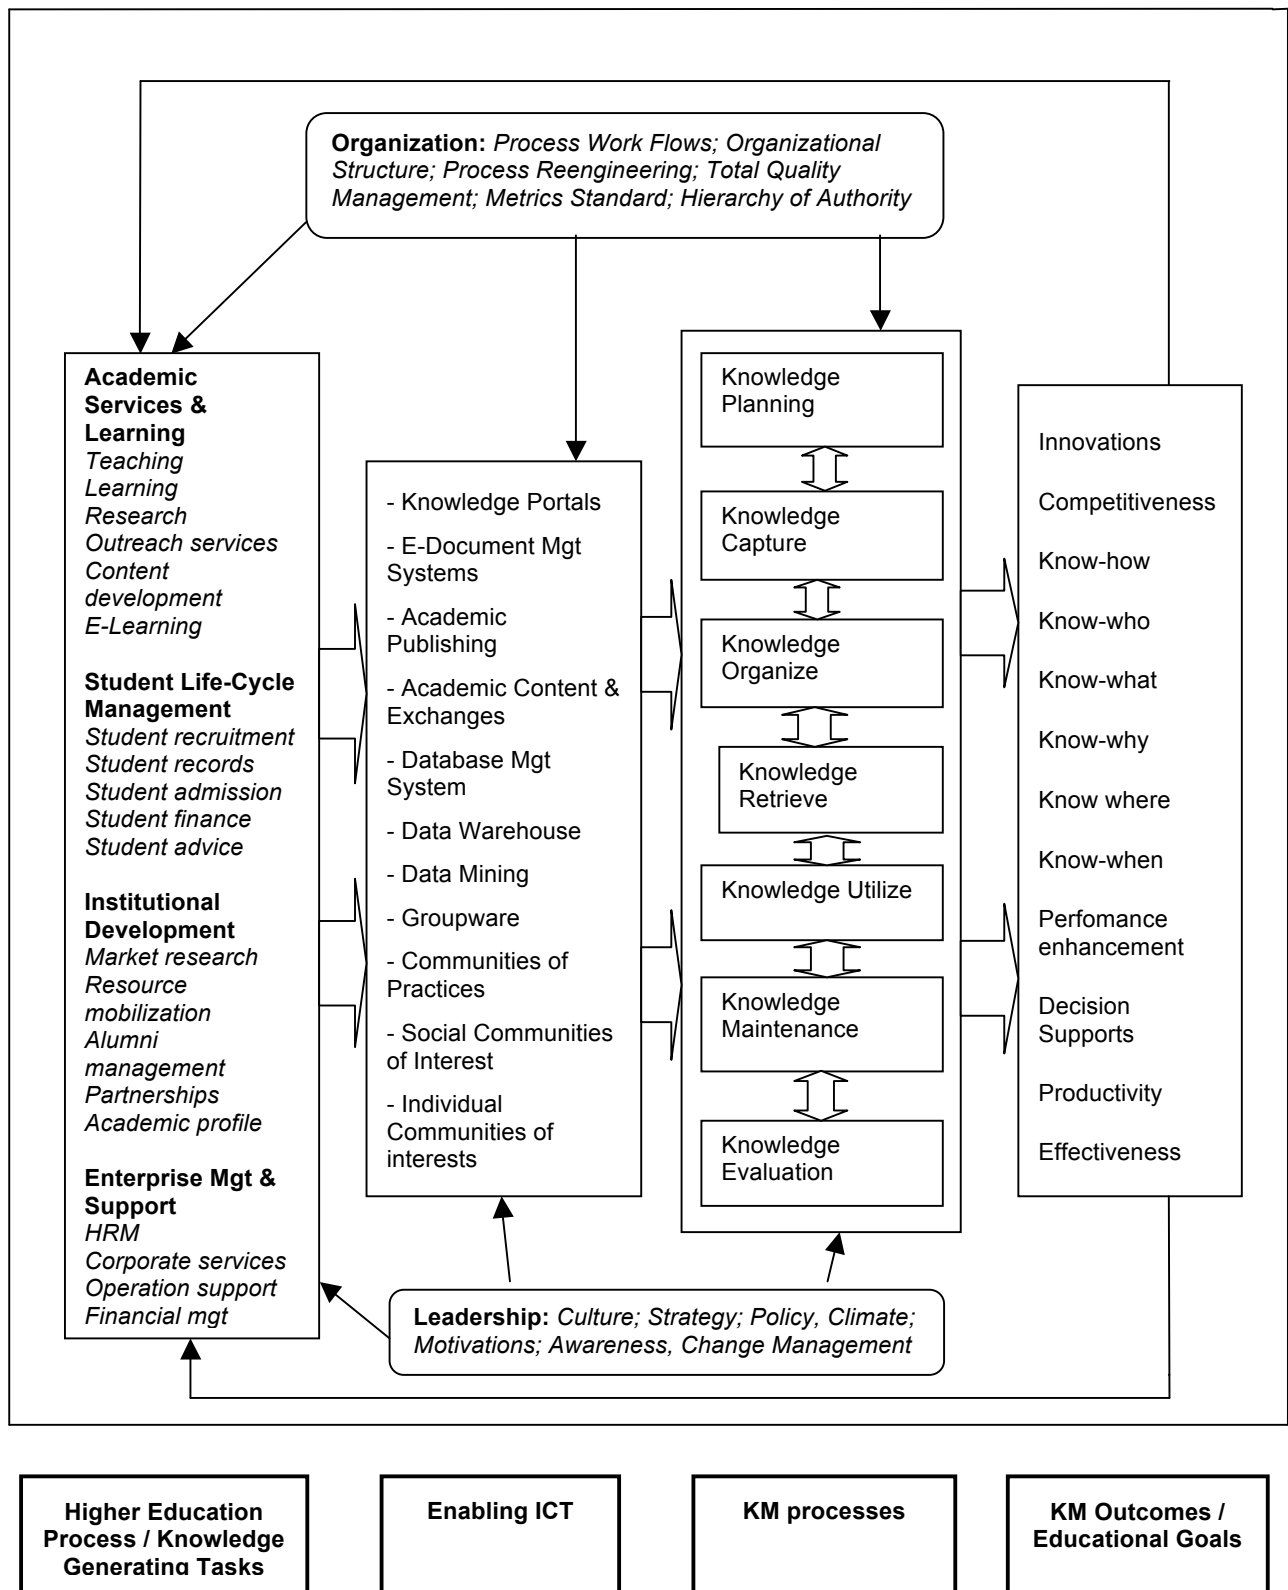 Organization: Process Work Flows; Organizational
Structure; Process Reengineering; Total Quality
Management; Metrics Standard; Hierarchy of Authority
Academic
Services &
Learning
Teaching
Learning
Research
Outreach services
Content
development
E-Learning
Student Life-Cycle
Management
Student recruitment
Student records
Student admission
Student finance
Student advice
Institutional
Development
Market research
Resource
mobilization
Alumni
management
Partnerships
Academic profile
Enterprise Mgt &
Support
HRM
Corporate services
Operation support
Financial mgt
- Knowledge Portals
- E-Document Mgt
Systems
- Academic
Publishing
- Academic Content &
Exchanges
- Database Mgt
System
- Data Warehouse
- Data Mining
- Groupware
- Communities of
Practices
- Social Communities
of Interest
- Individual
Communities of
interests
Knowledge
Planning
Knowledge
Capture
Knowledge
Organize
Knowledge
Retrieve
Knowledge Utilize
Knowledge
Maintenance
Knowledge
Evaluation
Innovations
Competitiveness
Know-how
Know-who
Know-what
Know-why
Know where
Know-when
Perfomance
enhancement
Decision
Supports
Productivity
Effectiveness
Leadership: Culture; Strategy; Policy, Climate;
Motivations; Awareness, Change Management
Higher Education
Process / Knowledge
Generating Tasks
Enabling ICT
KM processes
KM Outcomes /
Educational Goals